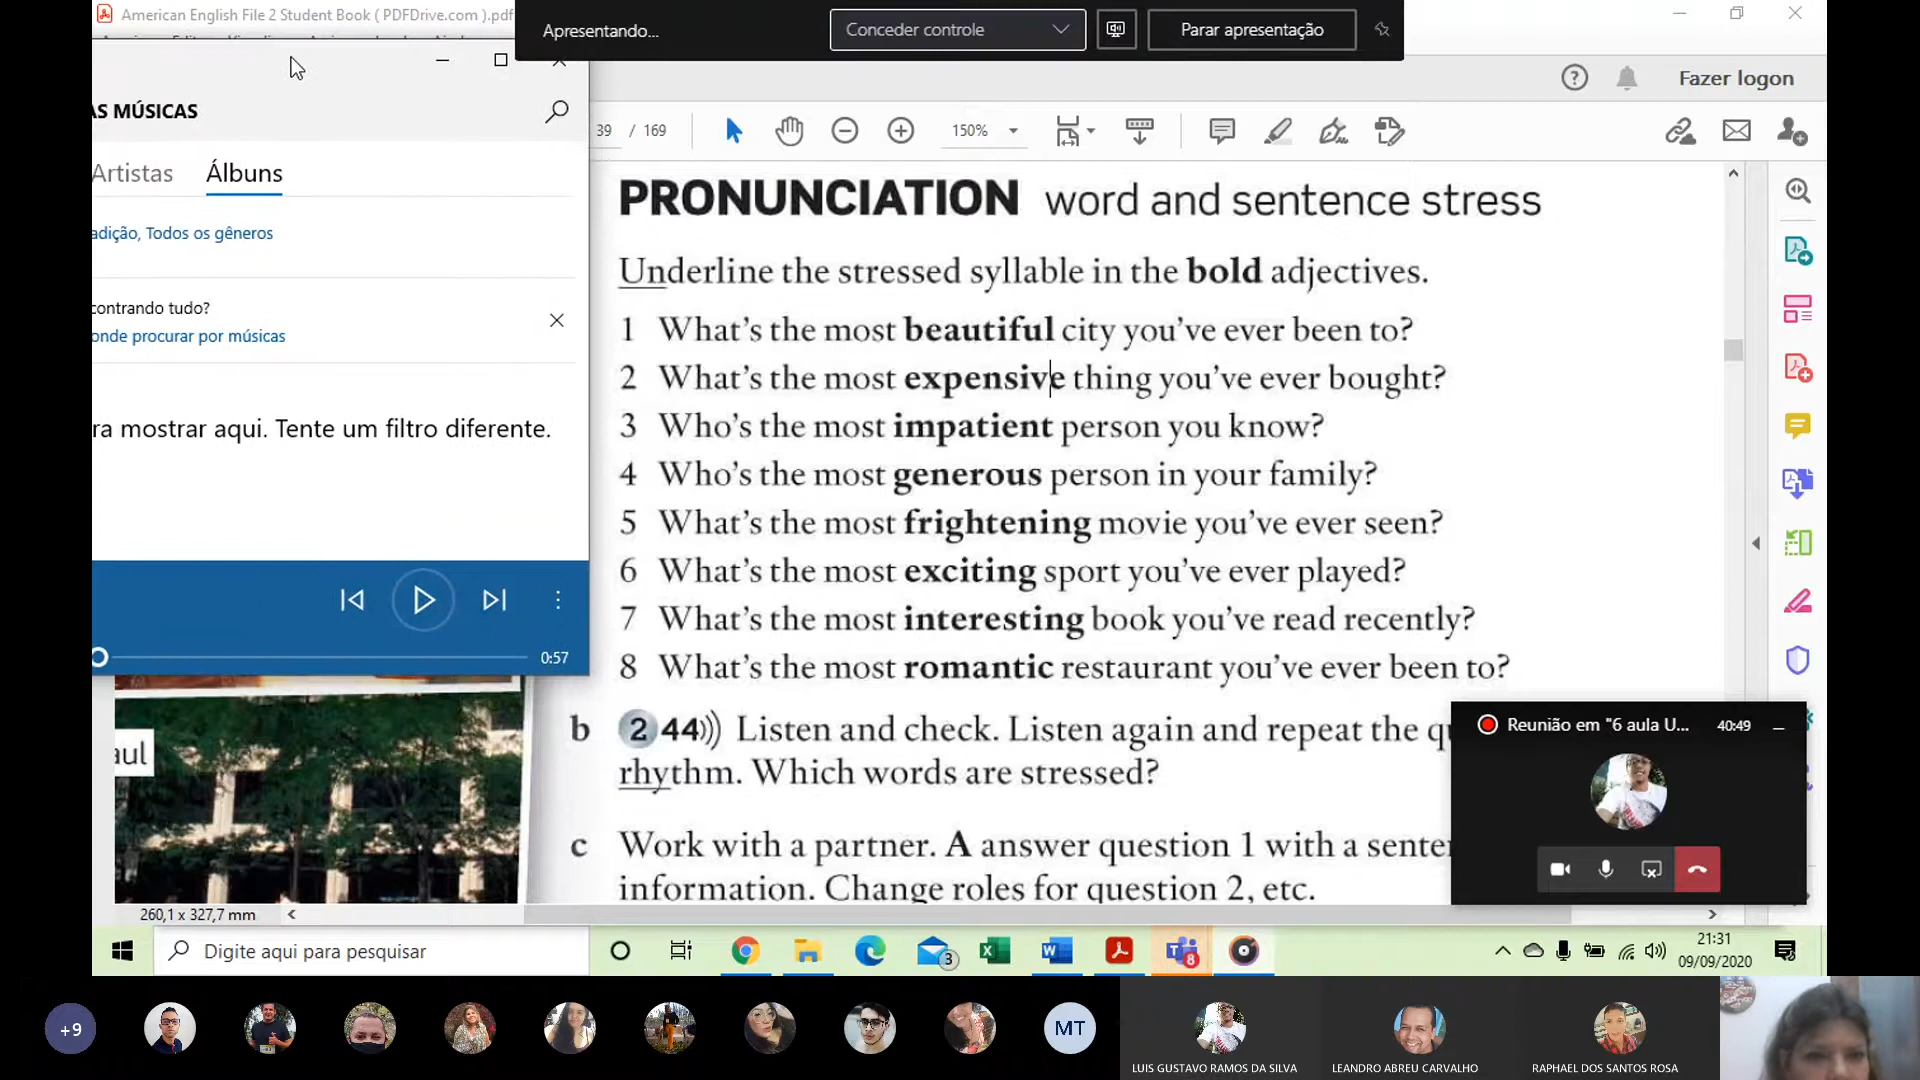 American English File 2 Student Book ( PDFDrive.com ).pdf
Apresentando...
Conceder controle
Parar apresentação
Fazer logon
AS MÚSICAS
39 / 169
150%
Artistas
Álbuns
adição, Todos os gêneros
contrando tudo?
onde procurar por músicas
ra mostrar aqui. Tente um filtro diferente.
0:57
PRONUNCIATION word and sentence stress
Underline the stressed syllable in the bold adjectives.
1 What's the most beautiful city you've ever been to?
2 What's the most expensive thing you've ever bought?
3 Who's the most impatient person you know?
4 Who's the most generous person in your family?
5 What's the most frightening movie you've ever seen?
6 What's the most exciting sport you've ever played?
7 What's the most interesting book you've read recently?
8 What's the most romantic restaurant you've ever been to?
b 2 44)) Listen and check. Listen again and repeat the qu
rhythm. Which words are stressed?
c Work with a partner. A answer question 1 with a senten
information. Change roles for question 2, etc.
aul
Reunião em "6 aula U...
40:49
260,1 x 327,7 mm
Digite aqui para pesquisar
3
8
21:31
09/09/2020
+9
MT
LUIS GUSTAVO RAMOS DA SILVA
LEANDRO ABREU CARVALHO
RAPHAEL DOS SANTOS ROSA